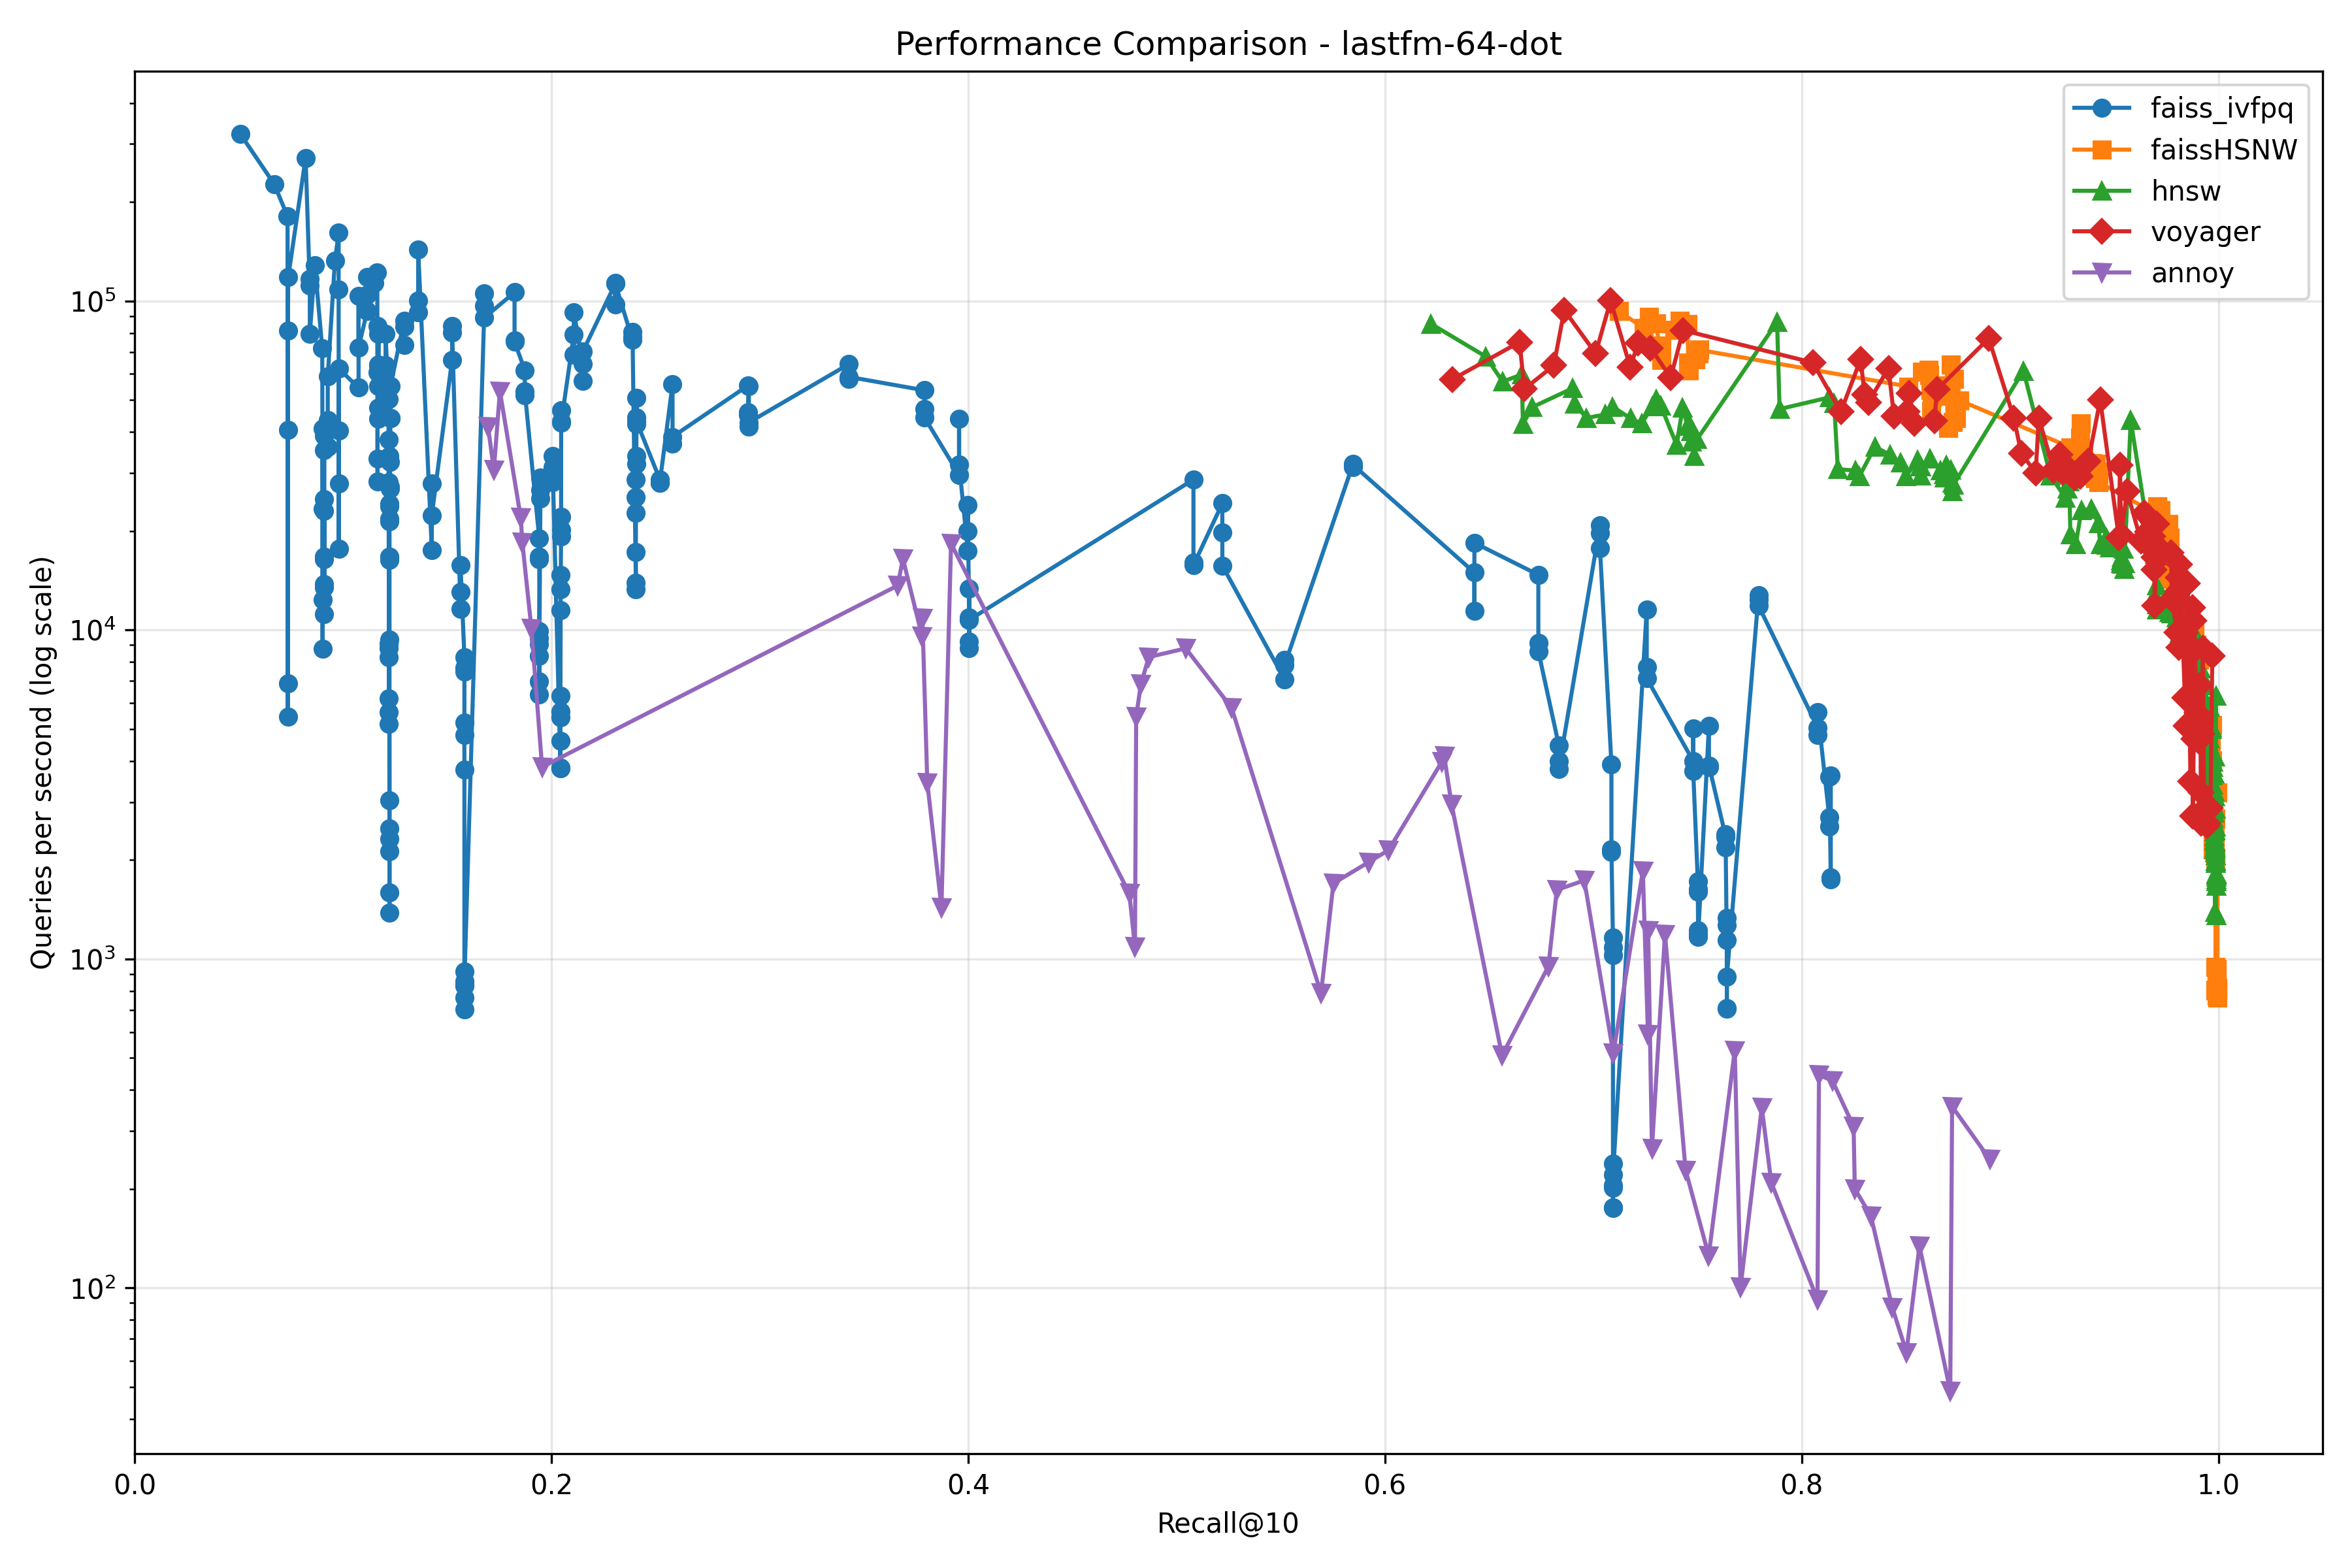 Performance Comparison - lastfm-64-dot
faiss_ivfpq
faissHSNW
hnsw
voyager
annoy
Queries per second (log scale)
10^5
10^4
10^3
10^2
0.0 0.2 0.4 0.6 0.8 1.0
Recall@10